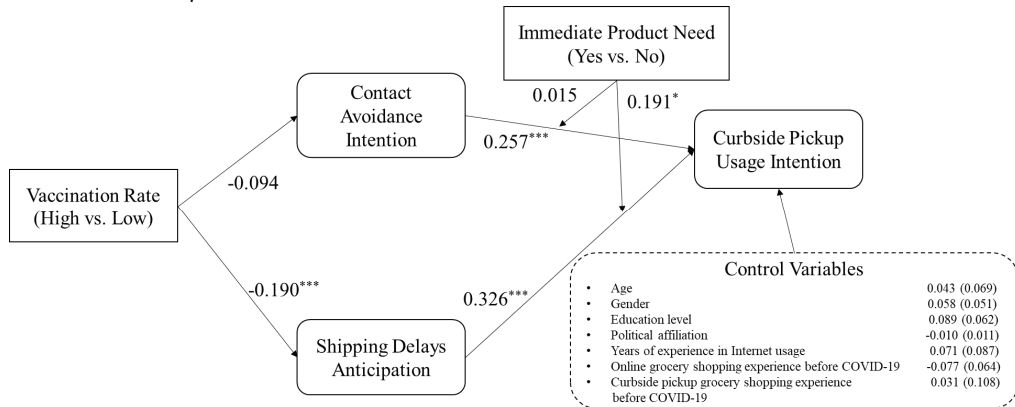 Immediate Product Need
(Yes vs. No)
Contact
Avoidance
Intention
0.015
0.191*
0.257***
Curbside Pickup
Usage Intention
Vaccination Rate
(High vs. Low)
-0.094
-0.190***
0.326***
Shipping Delays
Anticipation
Control Variables
• Age 0.043 (0.069)
• Gender 0.058 (0.051)
• Education level 0.089 (0.062)
• Political affiliation -0.010 (0.011)
• Years of experience in Internet usage 0.071 (0.087)
• Online grocery shopping experience before COVID-19 -0.077 (0.064)
• Curbside pickup grocery shopping experience 0.031 (0.108)
before COVID-19